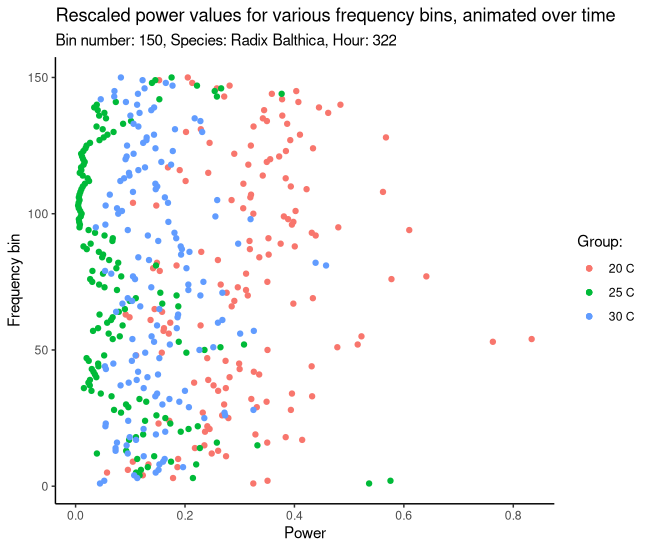 Rescaled power values for various frequency bins, animated over time
Bin number: 150, Species: Radix Balthica, Hour: 322
150
100
50
0
Frequency bin
0.0 0.2 0.4 0.6 0.8
Power
Group:
20 C
25 C
30 C